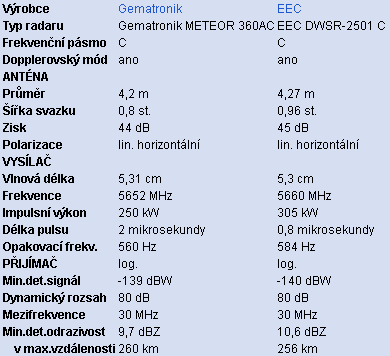 Výrobce Gematronik EEC
Typ radaru Gematronik METEOR 360AC EEC DWSR-2501 C
Frekvenční pásmo C C
Dopplerovský mód ano ano
ANTÉNA
Průměr 4,2 m 4,27 m
Šířka svazku 0,8 st. 0,96 st.
Zisk 44 dB 45 dB
Polarizace lin. horizontální lin. horizontální
VYSÍLAČ
Vlnová délka 5,31 cm 5,3 cm
Frekvence 5652 MHz 5660 MHz
Impulsní výkon 250 kW 305 kW
Délka pulsu 2 mikrosekundy 0,8 mikrosekundy
Opakovací frekv. 560 Hz 584 Hz
PŘIJÍMAČ log. log.
Min.det.signál -139 dBW -140 dBW
Dynamický rozsah 80 dB 80 dB
Mezifrekvence 30 MHz 30 MHz
Min.det.odrazivost 9,7 dBZ 10,6 dBZ
v max.vzdálenosti 260 km 256 km